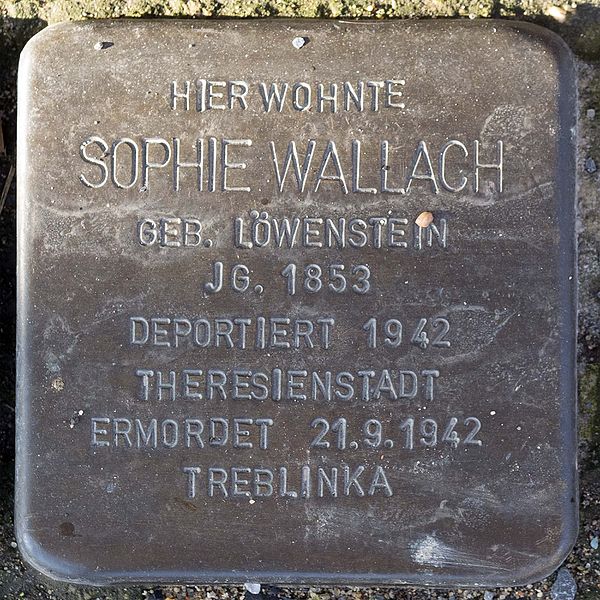 HIER WOHNTE
SOPHIE WALLACH
GEB. LÖWENSTEIN
JG. 1853
DEPORTIERT 1942
THERESIENSTADT
ERMORDET 21.9.1942
TREBLINKA